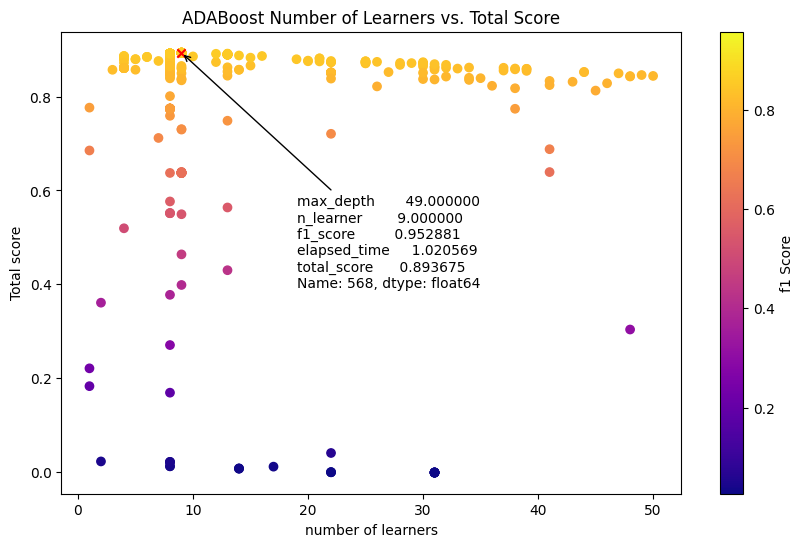 ADABoost Number of Learners vs. Total Score
0.8
0.6
0.4
0.2
0.0
Total score
max_depth 49.000000
n_learner 9.000000
f1_score 0.952881
elapsed_time 1.020569
total_score 0.893675
Name: 568, dtype: float64
0 10 20 30 40 50
number of learners
0.8
0.6
0.4
0.2
f1 Score